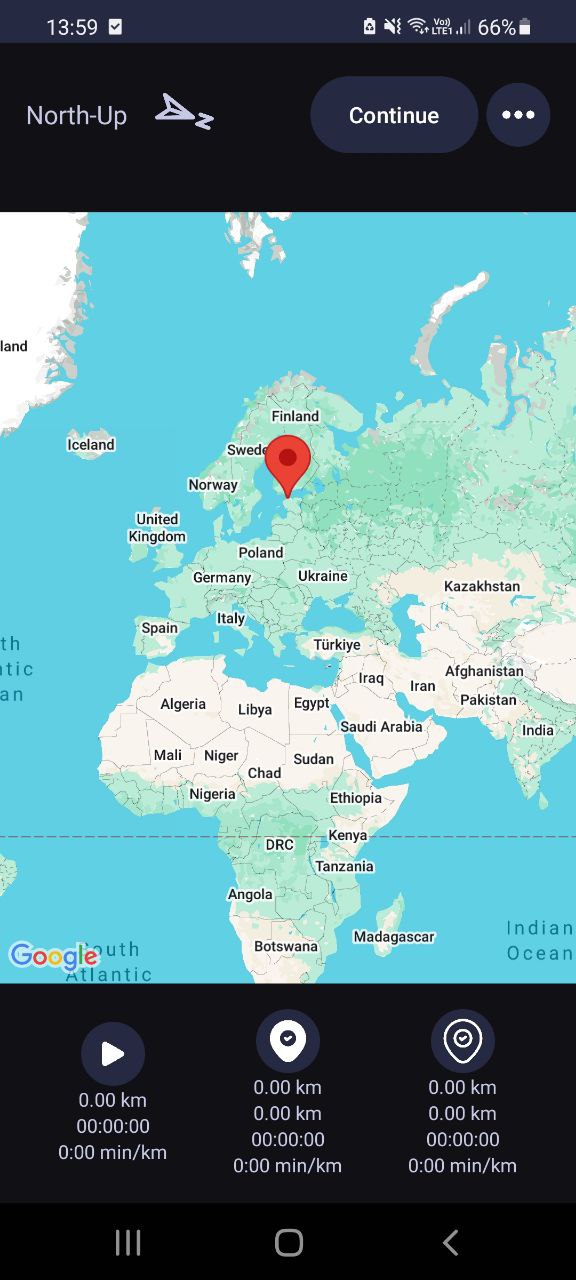 13:59
Vo))
LTE1
66%
North-Up
Z
Continue
land
Finland
Iceland
Swede
Norway
United
Kingdom
Poland
Germany
Ukraine
Kazakhstan
Italy
Spain
Türkiye
th
ntic
an
Iraq
Iran
Afghanistan
Pakistan
Algeria
Libya
Egypt
Saudi Arabia
India
Mali
Niger
Sudan
Chad
Nigeria
Ethiopia
Kenya
DRC
Tanzania
Angola
Madagascar
Botswana
Indian
Ocean
Google
outh
Atlantic
0.00 km
00:00:00
0:00 min/km
0.00 km
0.00 km
00:00:00
0:00 min/km
0.00 km
0.00 km
00:00:00
0:00 min/km